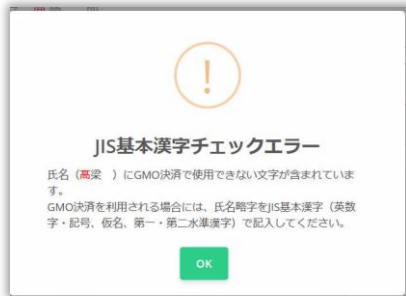 JIS基本漢字チェックエラー
氏名（髙梁　）にGMO決済で使用できない文字が含まれていま
す。
GMO決済を利用される場合には、氏名略字をJIS基本漢字（英数
字・記号、仮名、第一・第二水準漢字）で記入してください。
OK